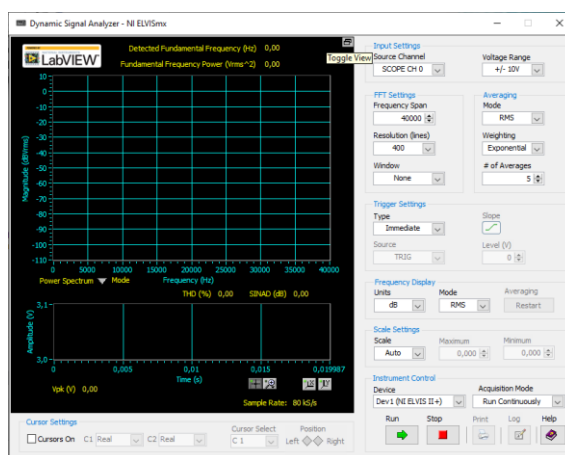 Dynamic Signal Analyzer - NI ELVISmx
LabVIEW
Detected Fundamental Frequency (Hz) 0,00
Fundamental Frequency Power (Vrms^2) 0,00
Toggle View
10
0
-10
-20
-30
-40
-50
-60
-70
-80
-90
-100
-110
Magnitude (dBVrms)
0 5000 10000 15000 20000 25000 30000 35000 40000
Power Spectrum Mode Frequency (Hz)
THD (%) 0,00 SINAD (dB) 0,00
3,1
3,0
Amplitude (V)
0 0,005 0,01 0,015 0,019987
Time (s)
Vpk (V) 0,00
Sample Rate: 80 kS/s
Cursor Settings
Cursors On C1 Real C2 Real
Cursor Select
C 1
Position
Left Right
Input Settings
Source Channel Voltage Range
SCOPE CH 0 +/- 10V
FFT Settings
Frequency Span
40000
Resolution (lines)
400
Window
None
Averaging
Mode
RMS
Weighting
Exponential
# of Averages
5
Trigger Settings
Type Slope
Immediate
Source Level (V)
TRIG 0
Frequency Display
Units Mode Averaging
dB RMS Restart
Scale Settings
Scale Maximum Minimum
Auto 0,000 0,000
Instrument Control
Device Acquisition Mode
Dev1 (NI ELVIS II+) Run Continuously
Run Stop Print Log Help